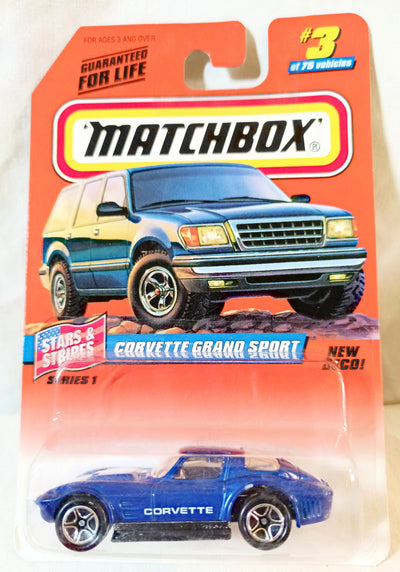 FOR AGES 3 AND OVER
GUARANTEED
FOR LIFE
#3
of 75 vehicles
MATCHBOX®
STARS &
STRIPES
SERIES 1
CORVETTE GRAND SPORT
NEW
DECO!
CORVETTE